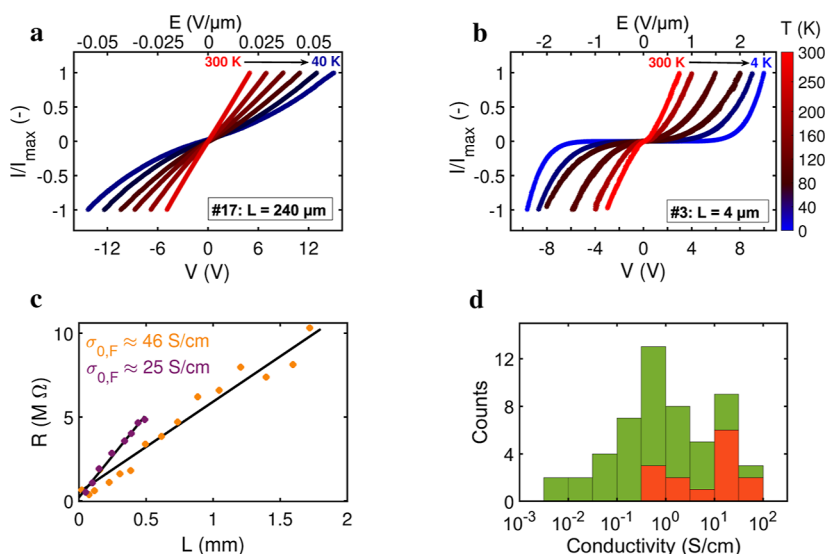 a
E (V/μm)
-0.05 -0.025 0 0.025 0.05
300 K 40 K
I/I_max (-)
1
0.5
0
-0.5
-1
#17: L = 240 μm
-12 -6 0 6 12
V (V)
b
E (V/μm)
-2 -1 0 1 2
300 K 4 K
I/I_max (-)
1
0.5
0
-0.5
-1
#3: L = 4 μm
-8 -4 0 4 8
V (V)
T (K)
300
280
240
200
160
120
80
40
0
c
σ_0,F ≈ 46 S/cm
σ_0,F ≈ 25 S/cm
R (M Ω)
10
5
0
0 0.5 1 1.5 2
L (mm)
d
Counts
12
8
4
0
10^-3 10^-2 10^-1 10^0 10^1 10^2
Conductivity (S/cm)